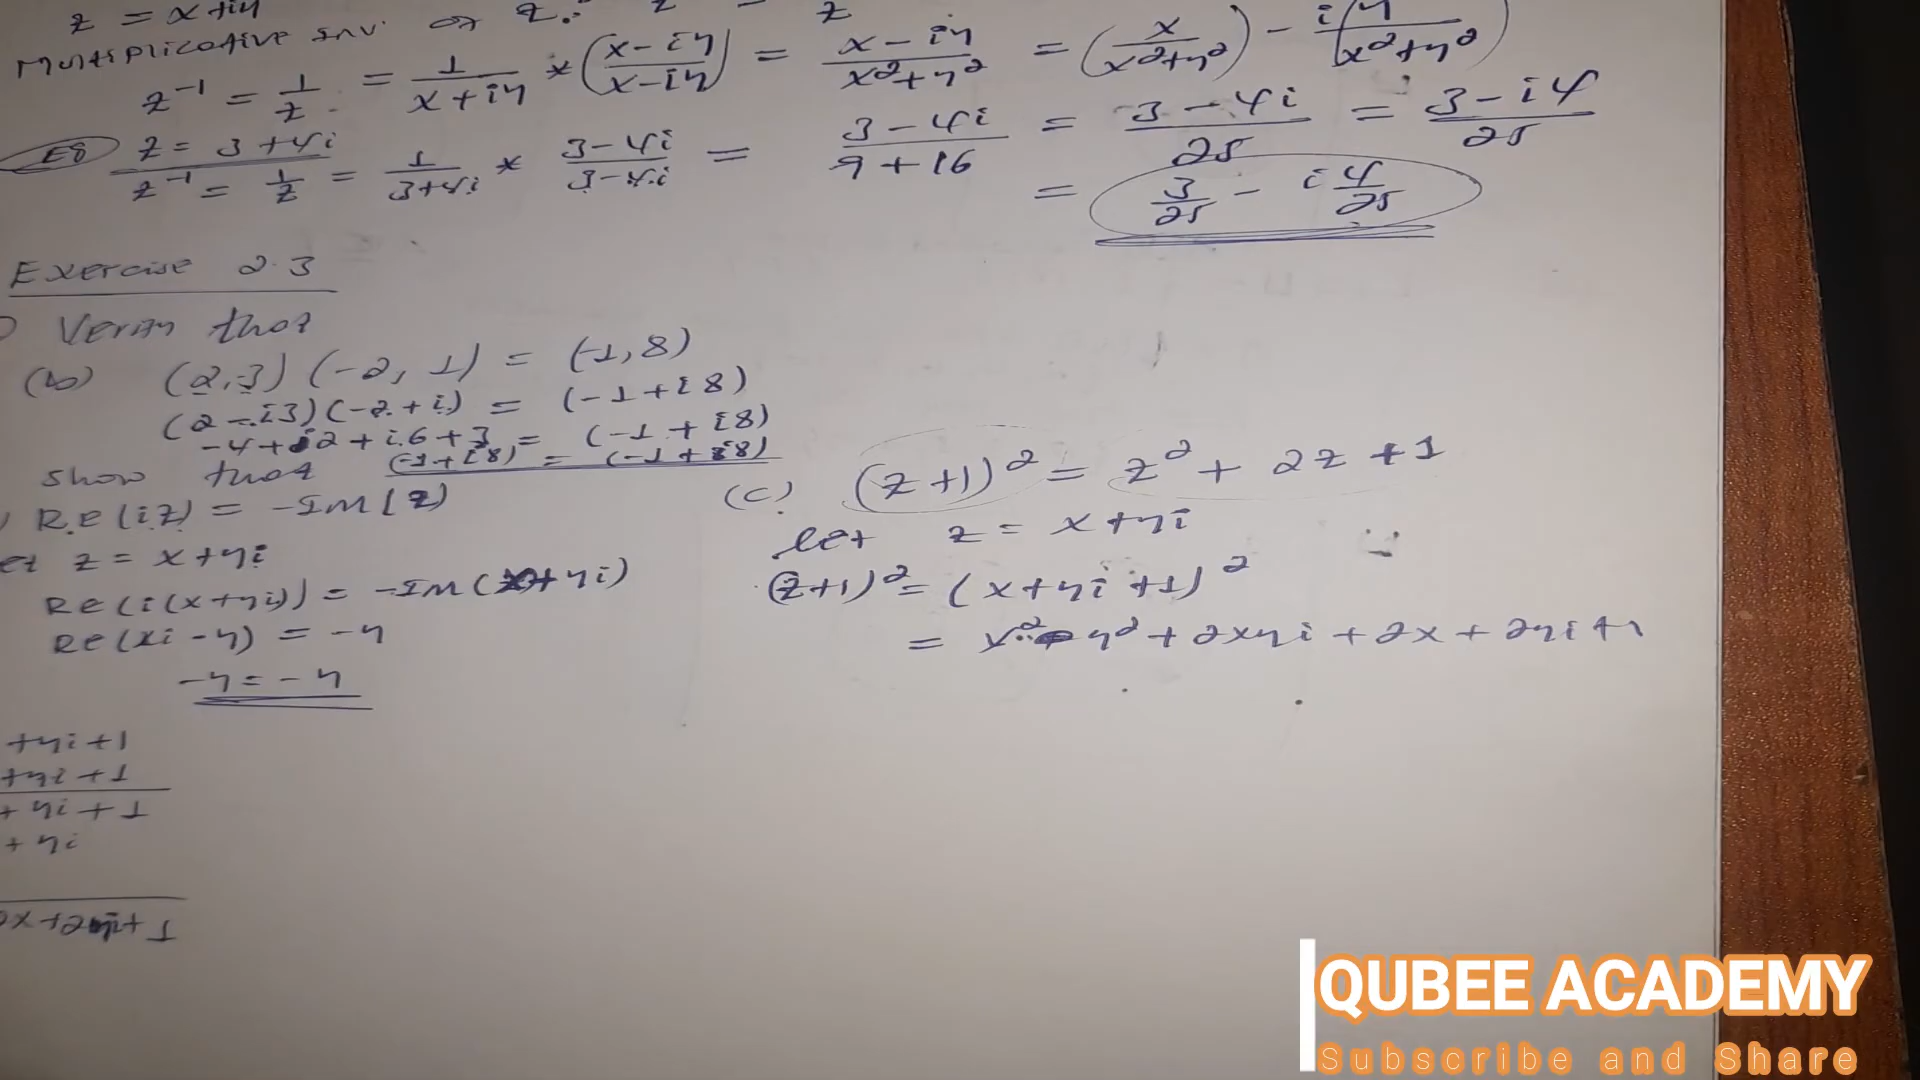 z = x+iy
Multiplicative Inv. of z.
z⁻¹ = 1/z = 1/(x+iy) * ((x-iy)/(x-iy)) = (x-iy)/(x²+y²) = (x/(x²+y²)) - i(y/(x²+y²))
Eg z = 3+4i
z⁻¹ = 1/z = 1/(3+4i) * (3-4i)/(3-4i) = (3-4i)/(9+16) = (3-4i)/25 = (3-i4)/25
= 3/25 - i 4/25
Exercise 2.3
Verify that
(b) (2,-3)(-2, 1) = (-1, 8)
(2-i3)(-2+i) = (-1+i8)
-4+i2+i6+3 = (-1+i8)
(-1+i8) = (-1+i8)
Show that
Re(iz) = -Im(z)
let z = x+yi
Re(i(x+yi)) = -Im(x+yi)
Re(xi-y) = -y
-y = -y
(c) (z+1)² = z² + 2z + 1
let z = x+yi
(z+1)² = (x+yi+1)²
= x²-y²+2xyi+2x+2yi+1
+yi+1
+yi+1
+yi+1
+yi
QUBEE ACADEMY
Subscribe and Share